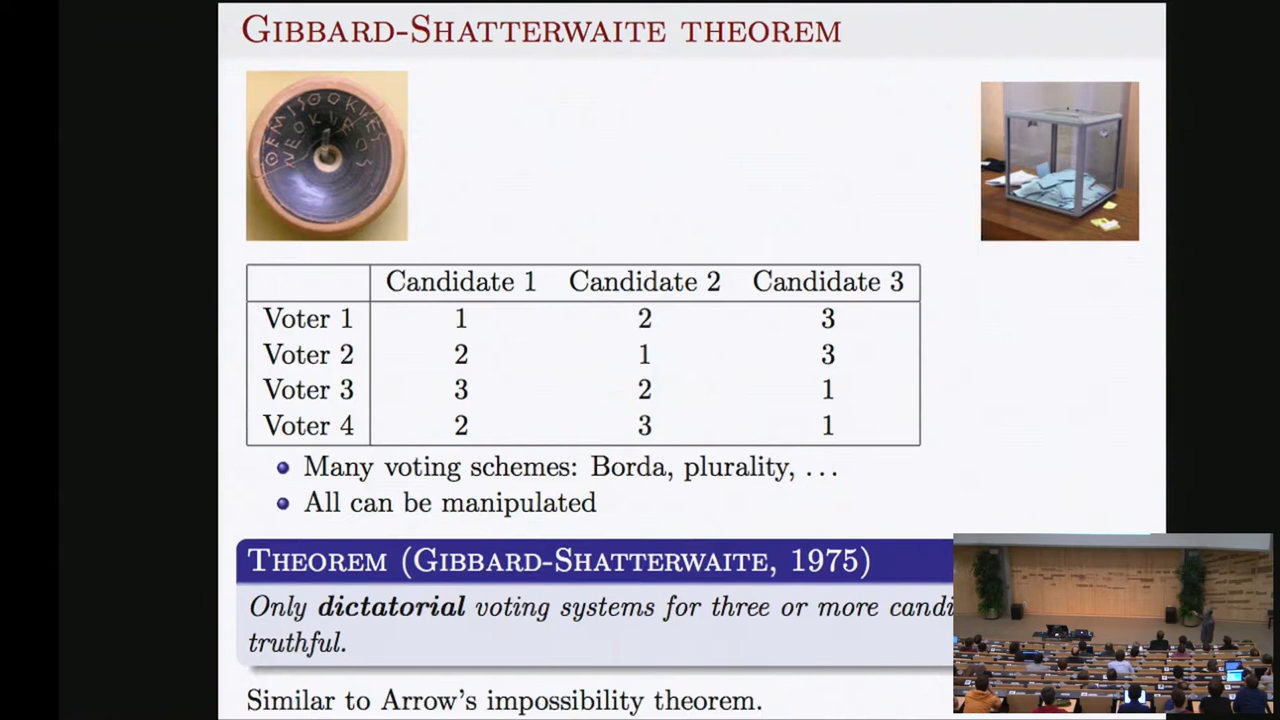 GIBBARD-SHATTERWAITE THEOREM
ΘΕΜΙΣΘΟΚΛΕΣ
ΝΕΟΚΛΕΟΣ
Candidate 1 Candidate 2 Candidate 3
Voter 1 1 2 3
Voter 2 2 1 3
Voter 3 3 2 1
Voter 4 2 3 1
Many voting schemes: Borda, plurality, ...
All can be manipulated
THEOREM (GIBBARD-SHATTERWAITE, 1975)
Only dictatorial voting systems for three or more candi
truthful.
Similar to Arrow's impossibility theorem.